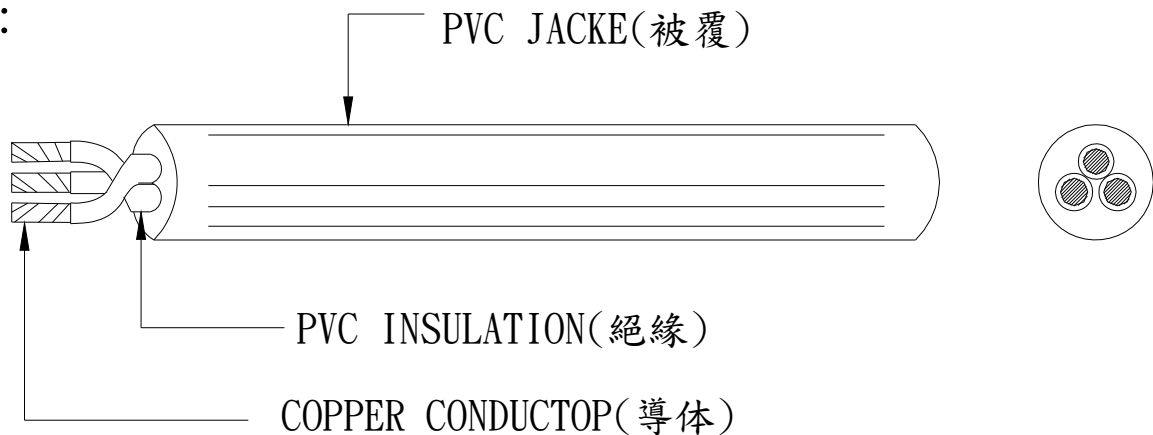 :
PVC JACKE(被覆)
PVC INSULATION(絕緣)
COPPER CONDUCTOP(導体)